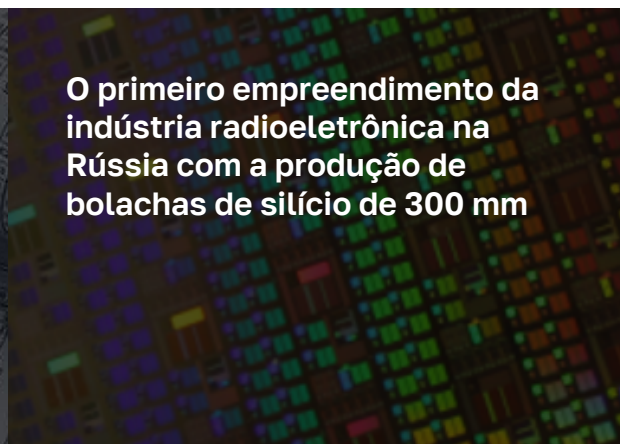 O primeiro empreendimento da
indústria radioeletrônica na
Rússia com a produção de
bolachas de silício de 300 mm